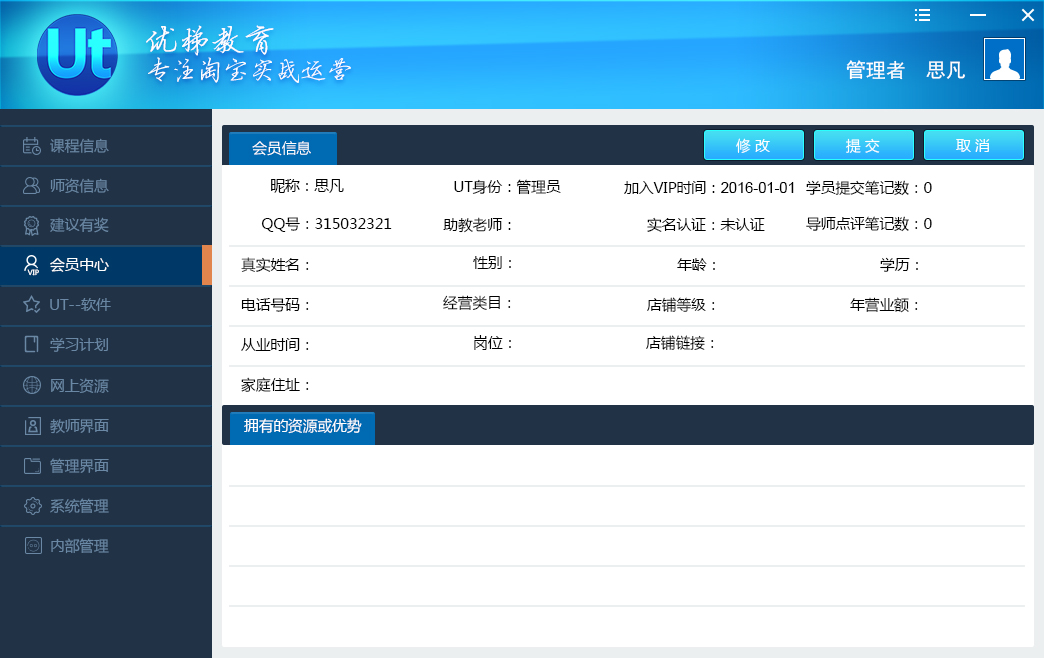 Ut
优梯教育
专注淘宝实战运营
管理者 思凡
课程信息
师资信息
建议有奖
VIP 会员中心
UT--软件
学习计划
网上资源
教师界面
管理界面
系统管理
内部管理
会员信息 修改 提交 取消
昵称：思凡 UT身份：管理员 加入VIP时间：2016-01-01 学员提交笔记数：0
QQ号：315032321 助教老师： 实名认证：未认证 导师点评笔记数：0
真实姓名： 性别： 年龄： 学历：
电话号码： 经营类目： 店铺等级： 年营业额：
从业时间： 岗位： 店铺链接：
家庭住址：
拥有的资源或优势